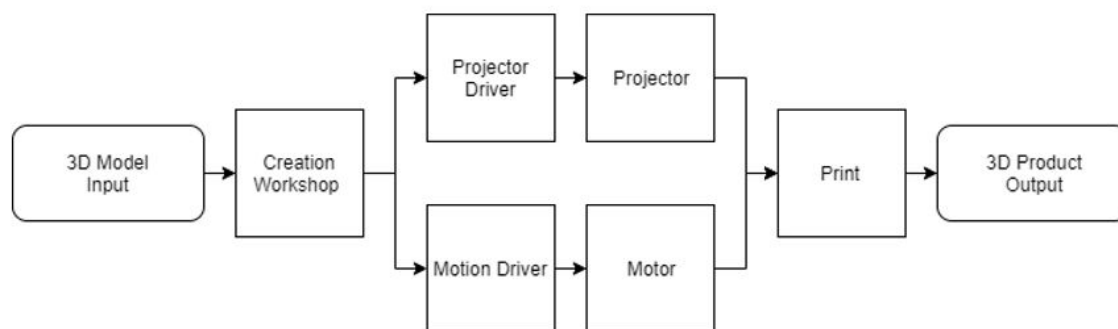 3D Model
Input
Creation
Workshop
Projector
Driver
Projector
Motion Driver
Motor
Print
3D Product
Output